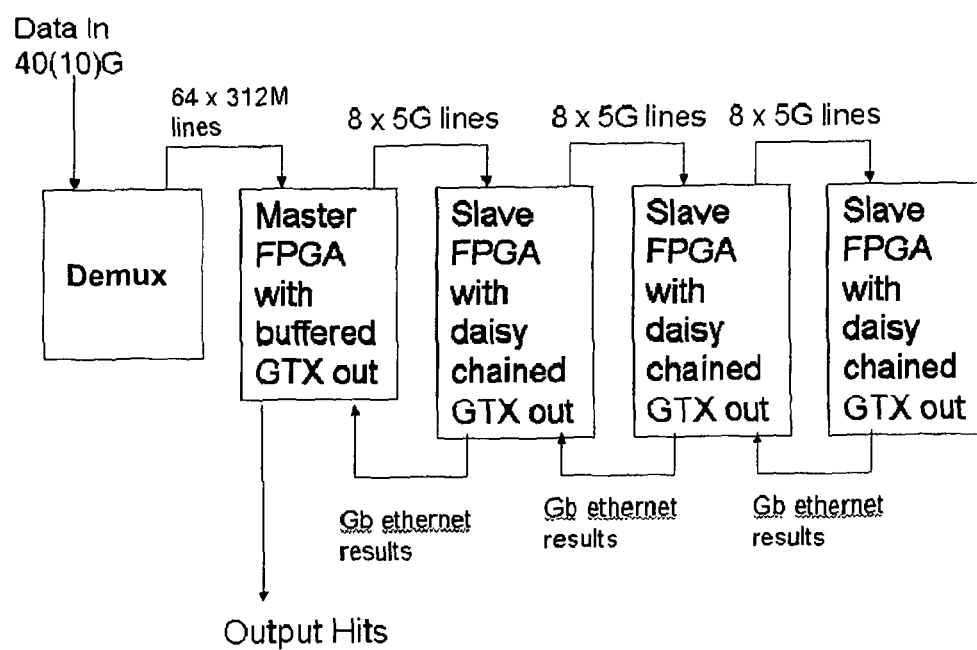 Data In
40(10)G
64 x 312M
lines
8 x 5G lines
8 x 5G lines
8 x 5G lines
Demux
Master
FPGA
with
buffered
GTX out
Slave
FPGA
with
daisy
chained
GTX out
Slave
FPGA
with
daisy
chained
GTX out
Slave
FPGA
with
daisy
chained
GTX out
Gb ethernet
results
Gb ethernet
results
Gb ethernet
results
Output Hits